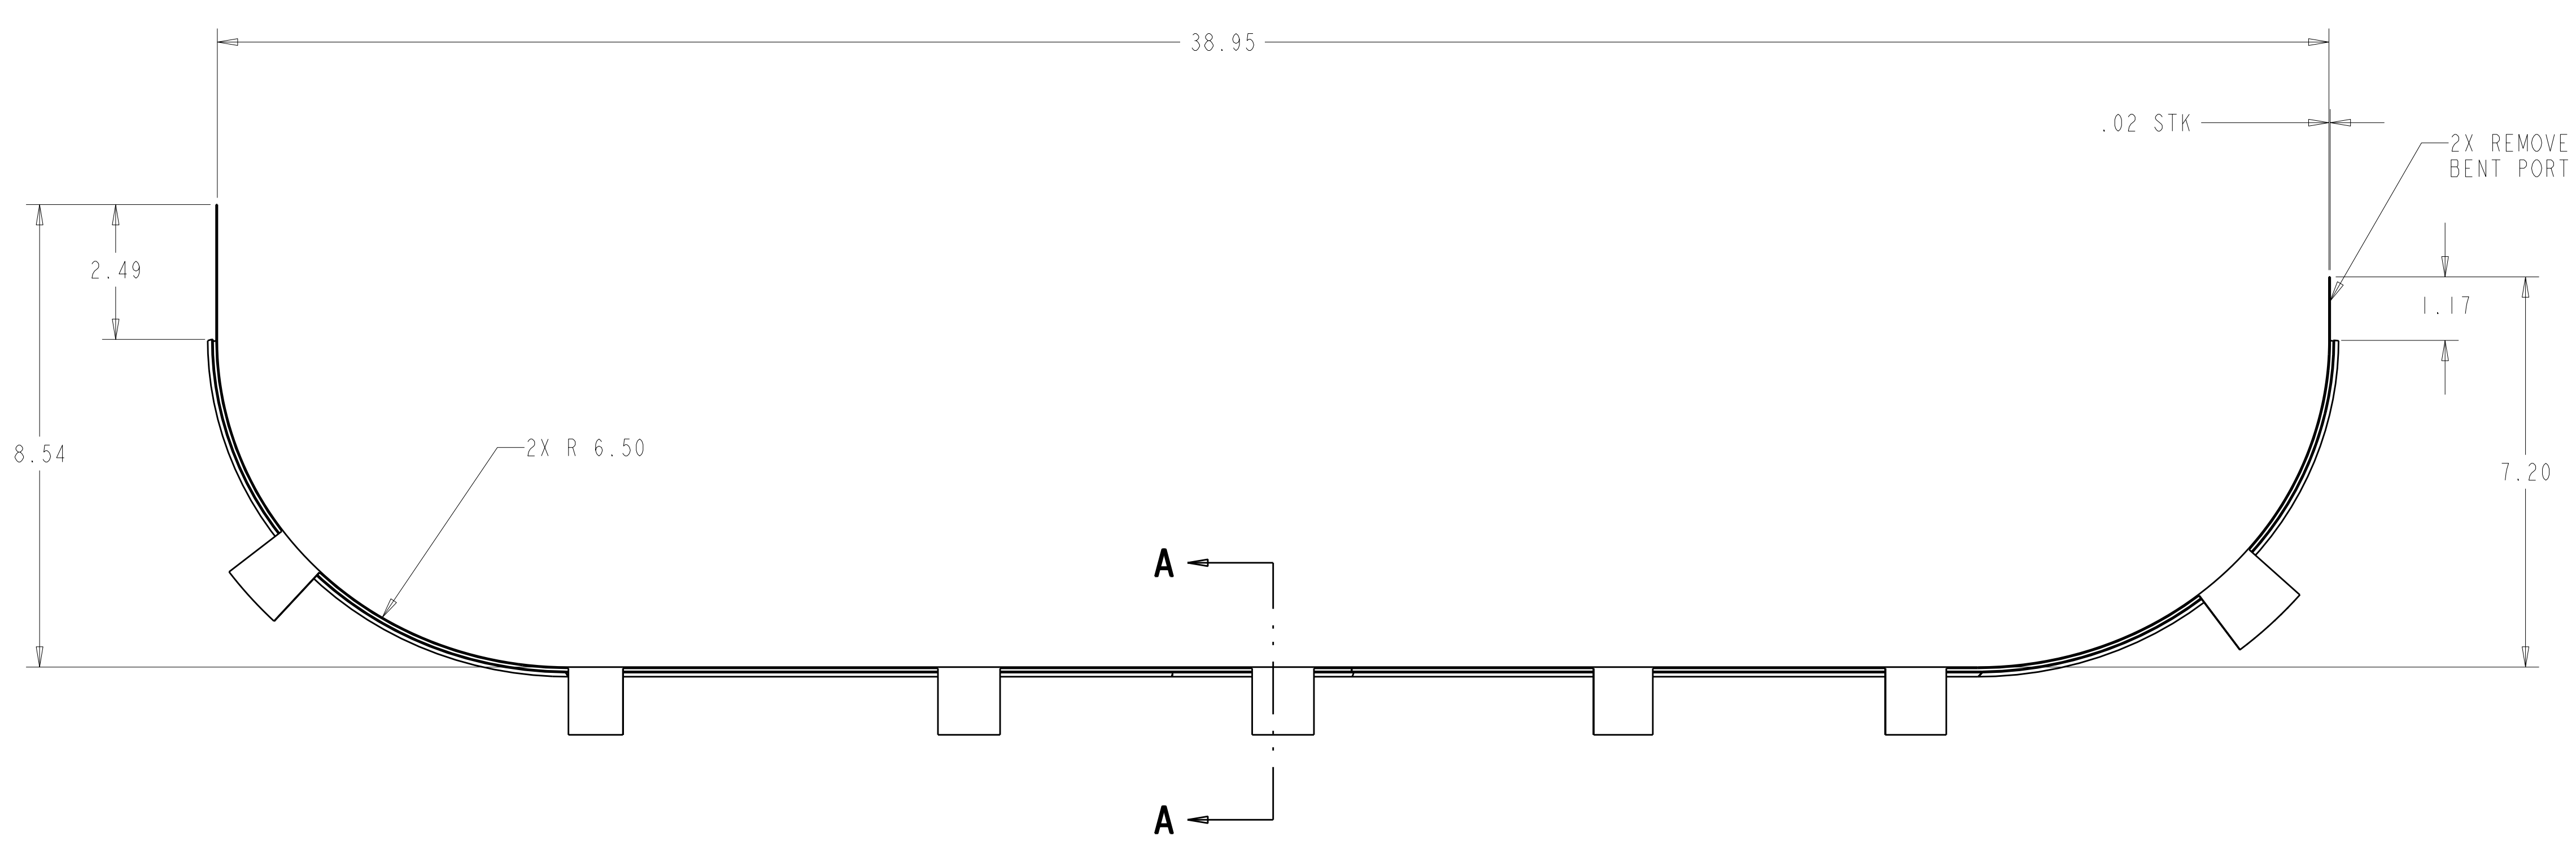 38.95
.02 STK
2X REMOVE
BENT PORT
2.49
1.17
8.54
2X R 6.50
7.20
A
A